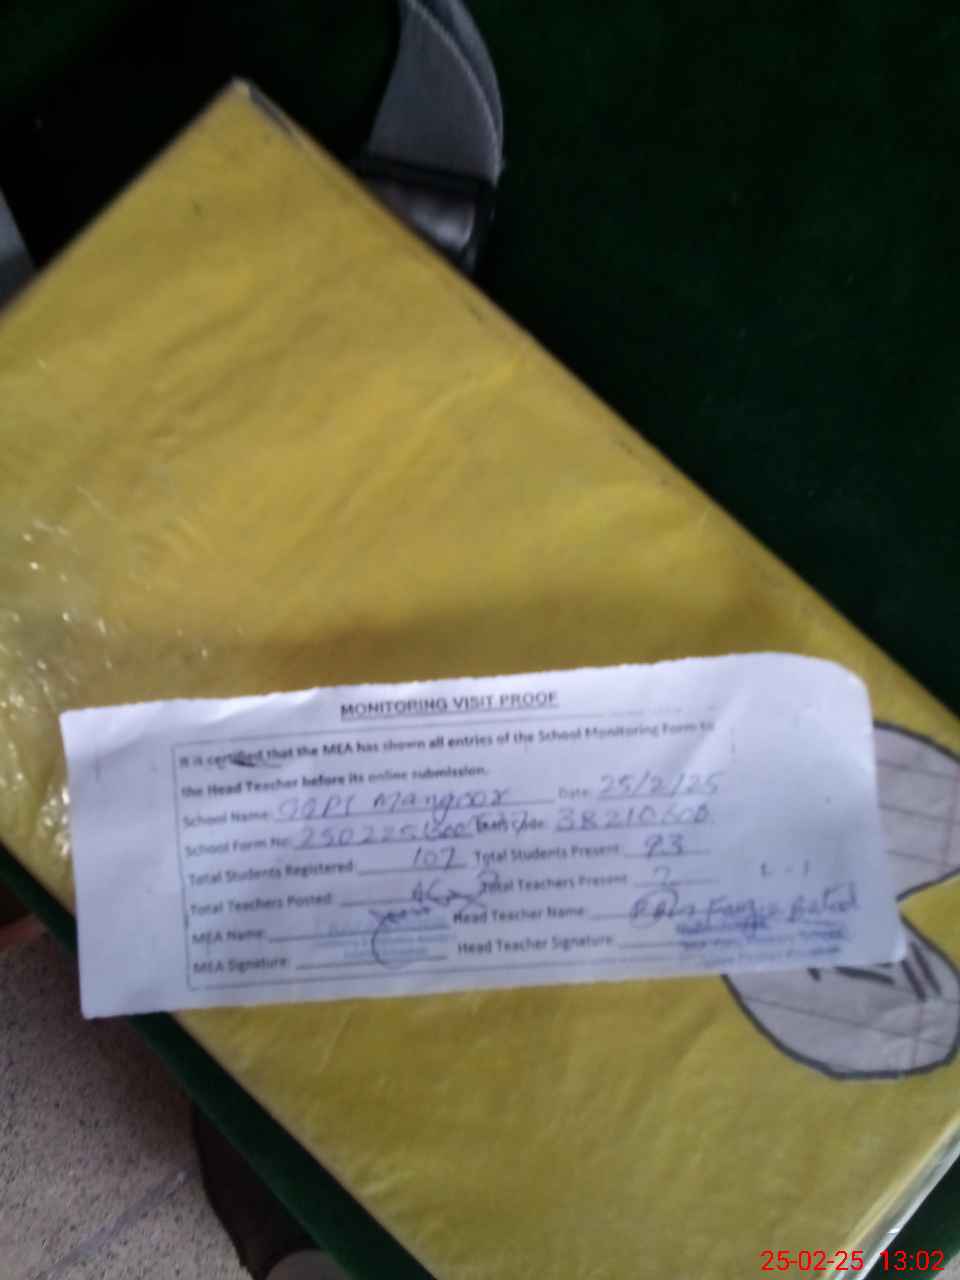 MONITORING VISIT PROOF
It is certified that the MEA has shown all entries of the School Monitoring Form to
the Head Teacher before its online submission.
School Name: Mangoor Date: 25/2/25
School Form No: Code: 38210600
Total Students Registered: 107 Total Students Present: 93
Total Teachers Posted: Total Teachers Present: 2
MEA Name: Head Teacher Name:
MEA Signature: Head Teacher Signature:
25-02-25 13:02